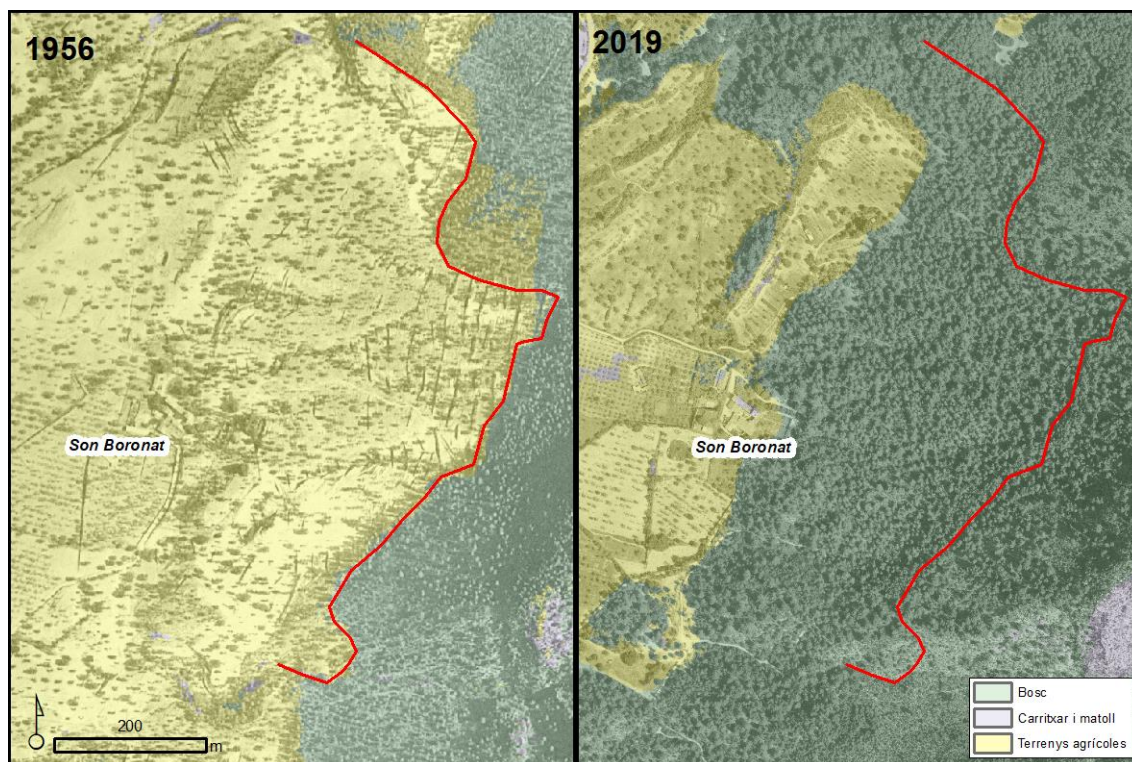 1956
2019
Son Boronat
Son Boronat
200
m
Bosc
Carritxar i matoll
Terrenys agrícoles